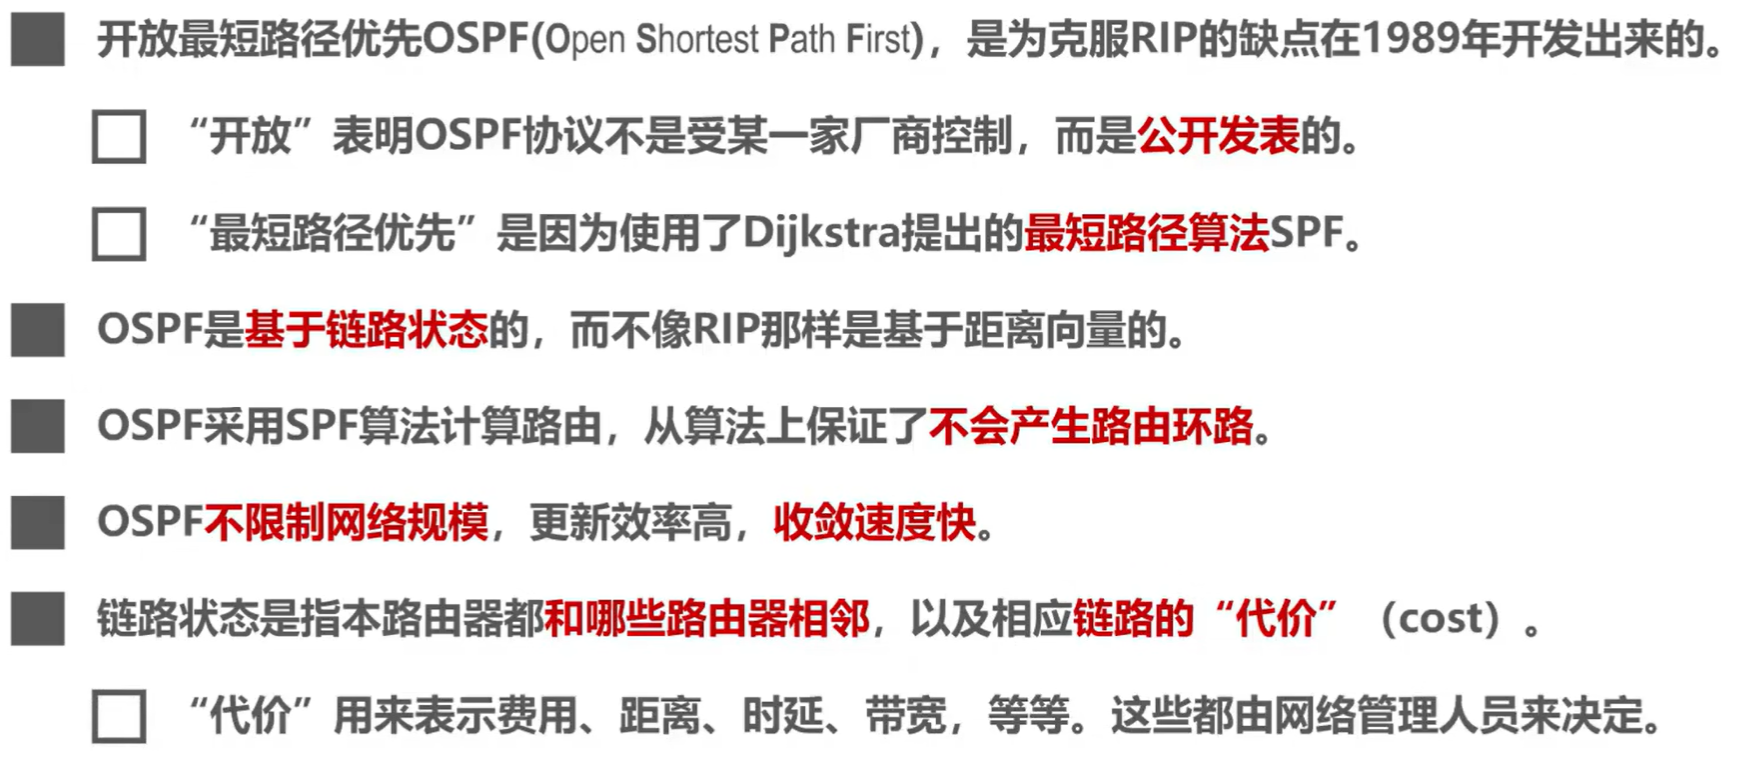 开放最短路径优先OSPF(Open Shortest Path First)，是为克服RIP的缺点在1989年开发出来的。
“开放”表明OSPF协议不是受某一家厂商控制，而是公开发表的。
“最短路径优先”是因为使用了Dijkstra提出的最短路径算法SPF。
OSPF是基于链路状态的，而不像RIP那样是基于距离向量的。
OSPF采用SPF算法计算路由，从算法上保证了不会产生路由环路。
OSPF不限制网络规模，更新效率高，收敛速度快。
链路状态是指本路由器都和哪些路由器相邻，以及相应链路的“代价”（cost）。
“代价”用来表示费用、距离、时延、带宽，等等。这些都由网络管理人员来决定。